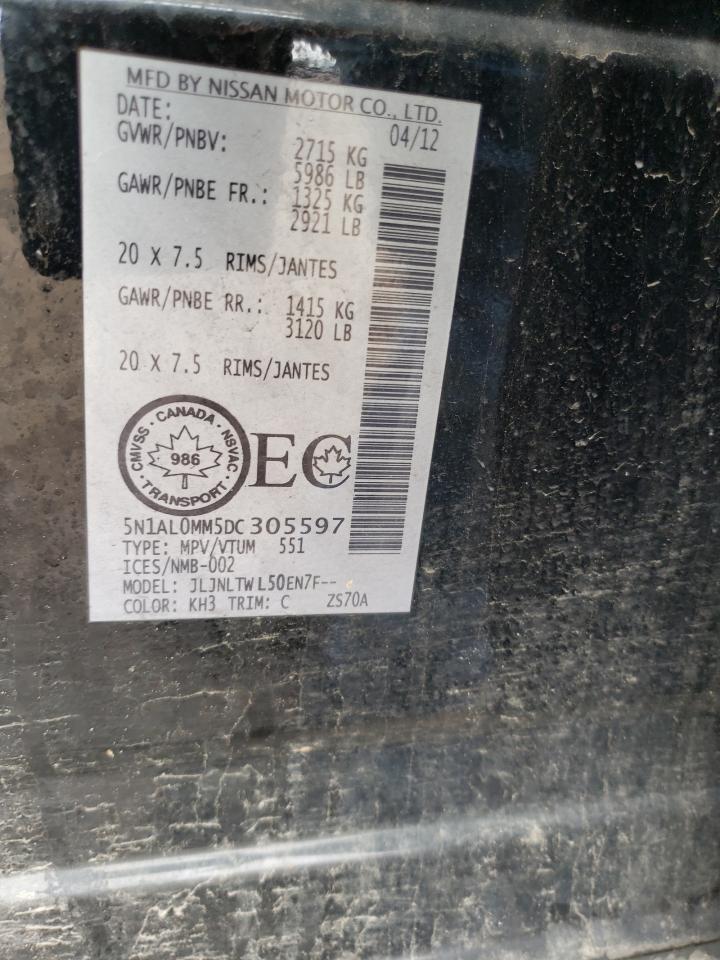 MFD BY NISSAN MOTOR CO., LTD.
DATE: 04/12
GVWR/PNBV: 2715 KG
5986 LB
GAWR/PNBE FR.: 1325 KG
2921 LB
20 X 7.5 RIMS/JANTES
GAWR/PNBE RR.: 1415 KG
3120 LB
20 X 7.5 RIMS/JANTES
CMVSS · CANADA · NSVAC · TRANSPORT ·
986
EC
5N1AL0MM5DC305597
TYPE: MPV/VTUM 551
ICES/NMB-002
MODEL: JLJNLTWL50EN7F--
COLOR: KH3 TRIM: C ZS70A